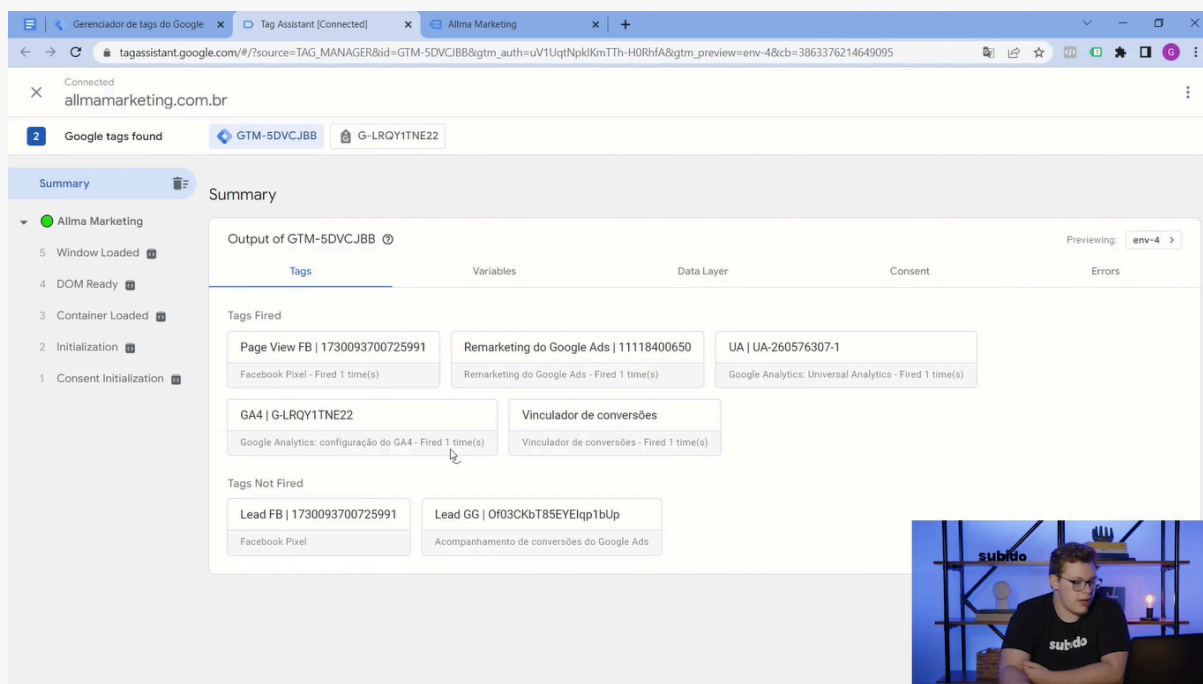 Gerenciador de tags do Google
Tag Assistant [Connected]
Allma Marketing
tagassistant.google.com/#/?source=TAG_MANAGER&id=GTM-5DVCJBB&gtm_auth=uV1UqtNpkIKmTTh-H0RhfA&gtm_preview=env-4&cb=3863376214649095
G
Connected
allmamarketing.com.br
2 Google tags found GTM-5DVCJBB G-LRQY1TNE22
Summary
Allma Marketing
5 Window Loaded
4 DOM Ready
3 Container Loaded
2 Initialization
1 Consent Initialization
Summary
Output of GTM-5DVCJBB
Previewing: env-4
Tags Variables Data Layer Consent Errors
Tags Fired
Page View FB | 1730093700725991
Facebook Pixel - Fired 1 time(s)
Remarketing do Google Ads | 11118400650
Remarketing do Google Ads - Fired 1 time(s)
UA | UA-260576307-1
Google Analytics: Universal Analytics - Fired 1 time(s)
GA4 | G-LRQY1TNE22
Google Analytics: configuração do GA4 - Fired 1 time(s)
Vinculador de conversões
Vinculador de conversões - Fired 1 time(s)
Tags Not Fired
Lead FB | 1730093700725991
Facebook Pixel
Lead GG | Of03CKbT85EYEIqp1bUp
Acompanhamento de conversões do Google Ads
subido
subido